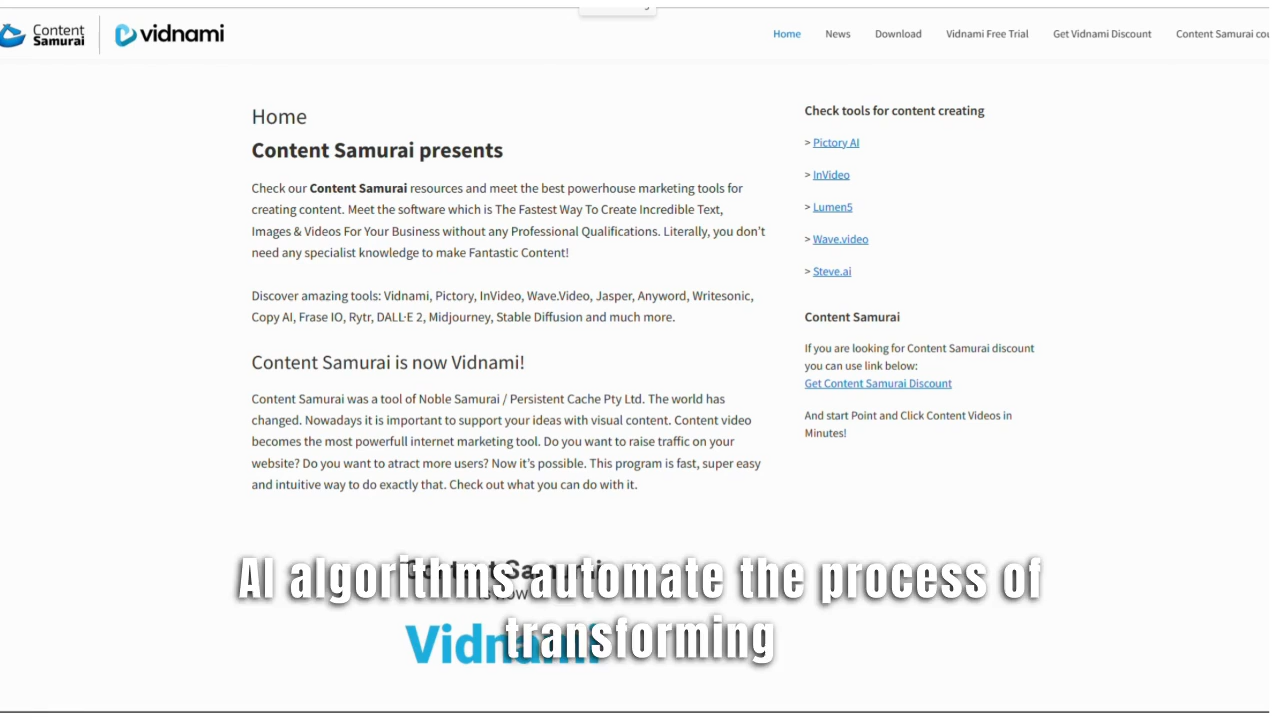 Content
Samurai
vidnami
Home News Download Vidnami Free Trial Get Vidnami Discount Content Samurai
Home
Content Samurai presents
Check our Content Samurai resources and meet the best powerhouse marketing tools for
creating content. Meet the software which is The Fastest Way To Create Incredible Text,
Images & Videos For Your Business without any Professional Qualifications. Literally, you don't
need any specialist knowledge to make Fantastic Content!
Discover amazing tools: Vidnami, Pictory, InVideo, Wave.Video, Jasper, Anyword, Writesonic,
Copy AI, Frase IO, Rytr, DALL·E 2, Midjourney, Stable Diffusion and much more.
Content Samurai is now Vidnami!
Content Samurai was a tool of Noble Samurai / Persistent Cache Pty Ltd. The world has
changed. Nowadays it is important to support your ideas with visual content. Content video
becomes the most powerfull internet marketing tool. Do you want to raise traffic on your
website? Do you want to atract more users? Now it's possible. This program is fast, super easy
and intuitive way to do exactly that. Check out what you can do with it.
Check tools for content creating
> Pictory AI
> InVideo
> Lumen5
> Wave.video
> Steve.ai
Content Samurai
If you are looking for Content Samurai discount
you can use link below:
Get Content Samurai Discount
And start Point and Click Content Videos in
Minutes!
Content Samurai
now
Vidnami
AI algorithms automate the process of
transforming